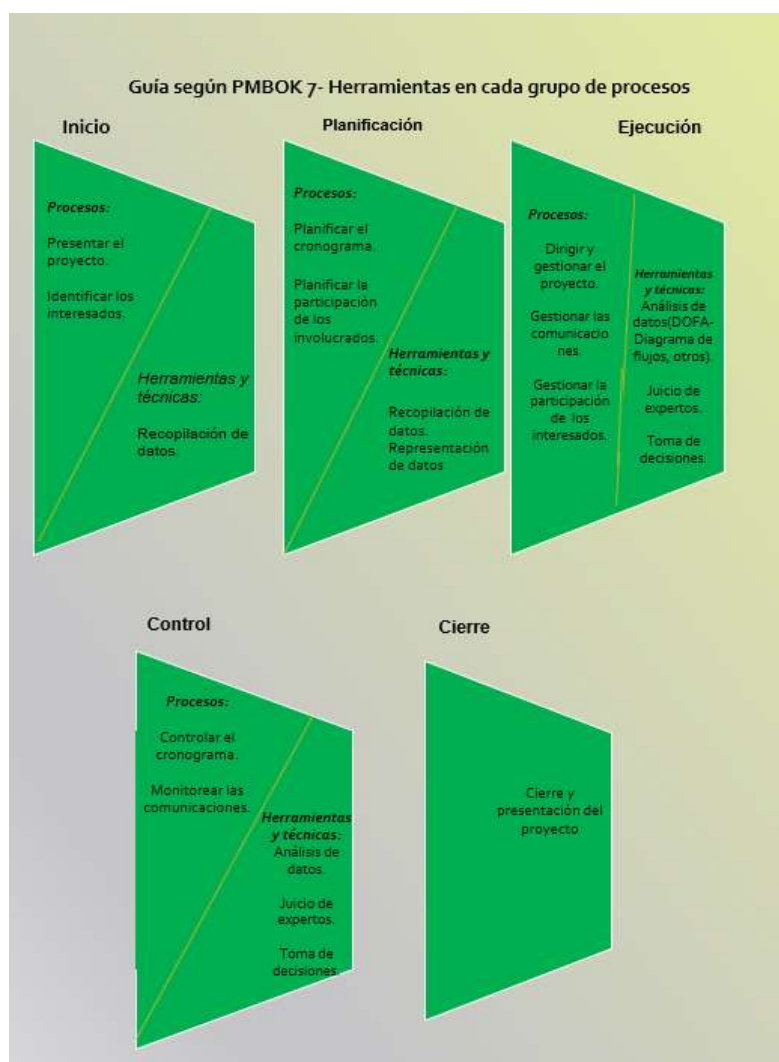 Guía según PMBOK 7- Herramientas en cada grupo de procesos
Inicio
Procesos:
Presentar el
proyecto.
Identificar los
interesados.
Herramientas y
técnicas:
Recopilación de
datos.
Planificación
Procesos:
Planificar el
cronograma.
Planificar la
participación
de los
involucrados.
Herramientas y
técnicas:
Recopilación de
datos.
Representación
de datos
Ejecución
Procesos:
Dirigir y
gestionar el
proyecto.
Gestionar las
comunicacio
nes.
Gestionar la
participación
de los
interesados.
Herramientas
y técnicas:
Análisis de
datos(DOFA-
Diagrama de
flujos, otros).
Juicio de
expertos.
Toma de
decisiones.
Control
Procesos:
Controlar el
cronograma.
Monitorear las
comunicaciones.
Herramientas
y técnicas:
Análisis de
datos.
Juicio de
expertos.
Toma de
decisiones.
Cierre
Cierre y
presentación del
proyecto